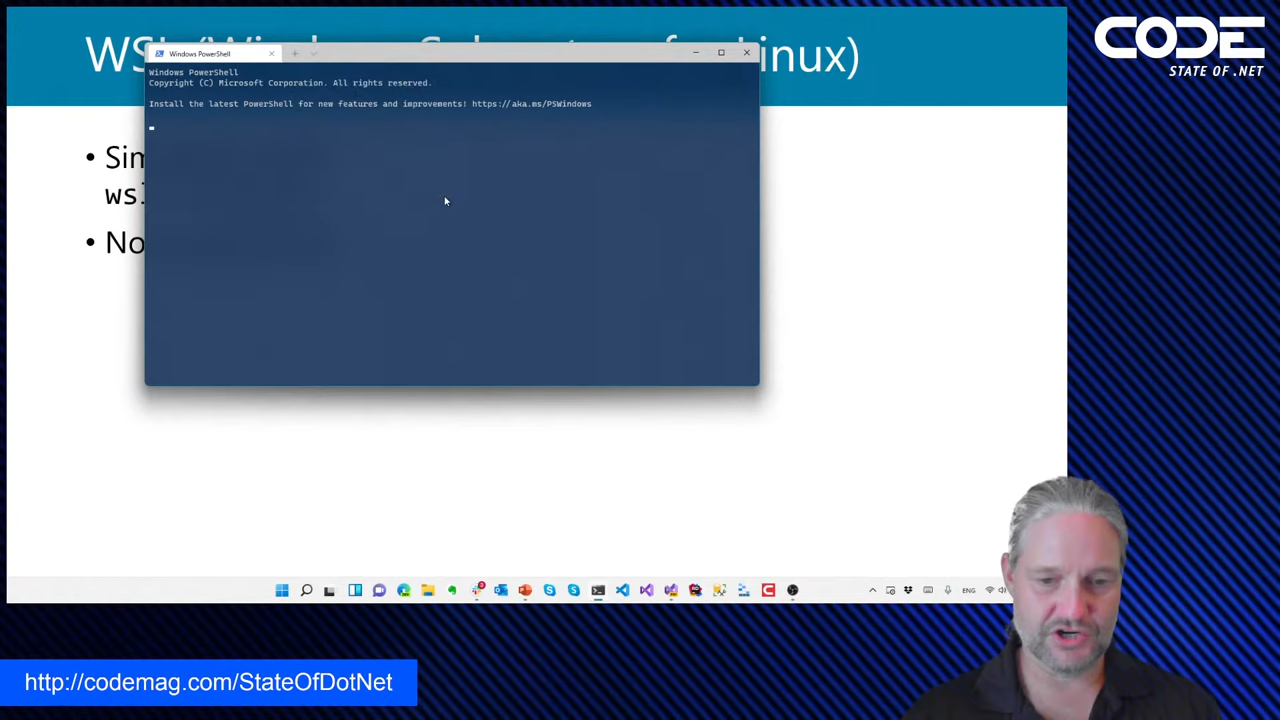 WS
inux)
Windows PowerShell
Windows PowerShell
Copyright (C) Microsoft Corporation. All rights reserved.
Install the latest PowerShell for new features and improvements! https://aka.ms/PSWindows
• Sim
ws
• No
ENG
CODE
STATE OF .NET
http://codemag.com/StateOfDotNet